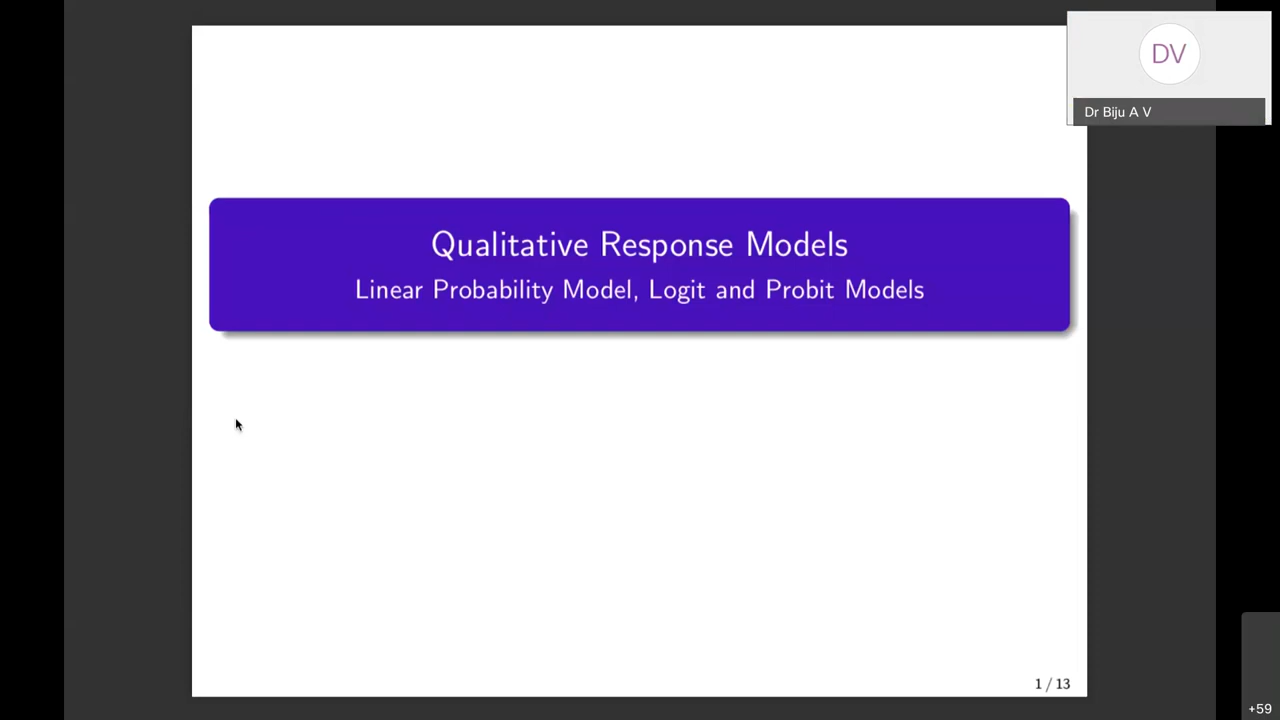 DV
Dr Biju A V
Qualitative Response Models
Linear Probability Model, Logit and Probit Models
1 / 13
+59